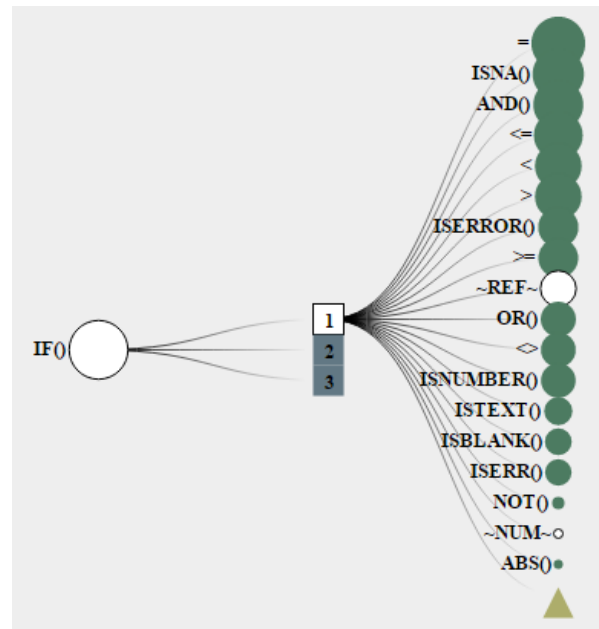 =
ISNA()
AND()
<=
<
>
ISERROR()
>=
~REF~
OR()
<>
ISNUMBER()
ISTEXT()
ISBLANK()
ISERR()
NOT()
~NUM~
ABS()
IF()
1
2
3